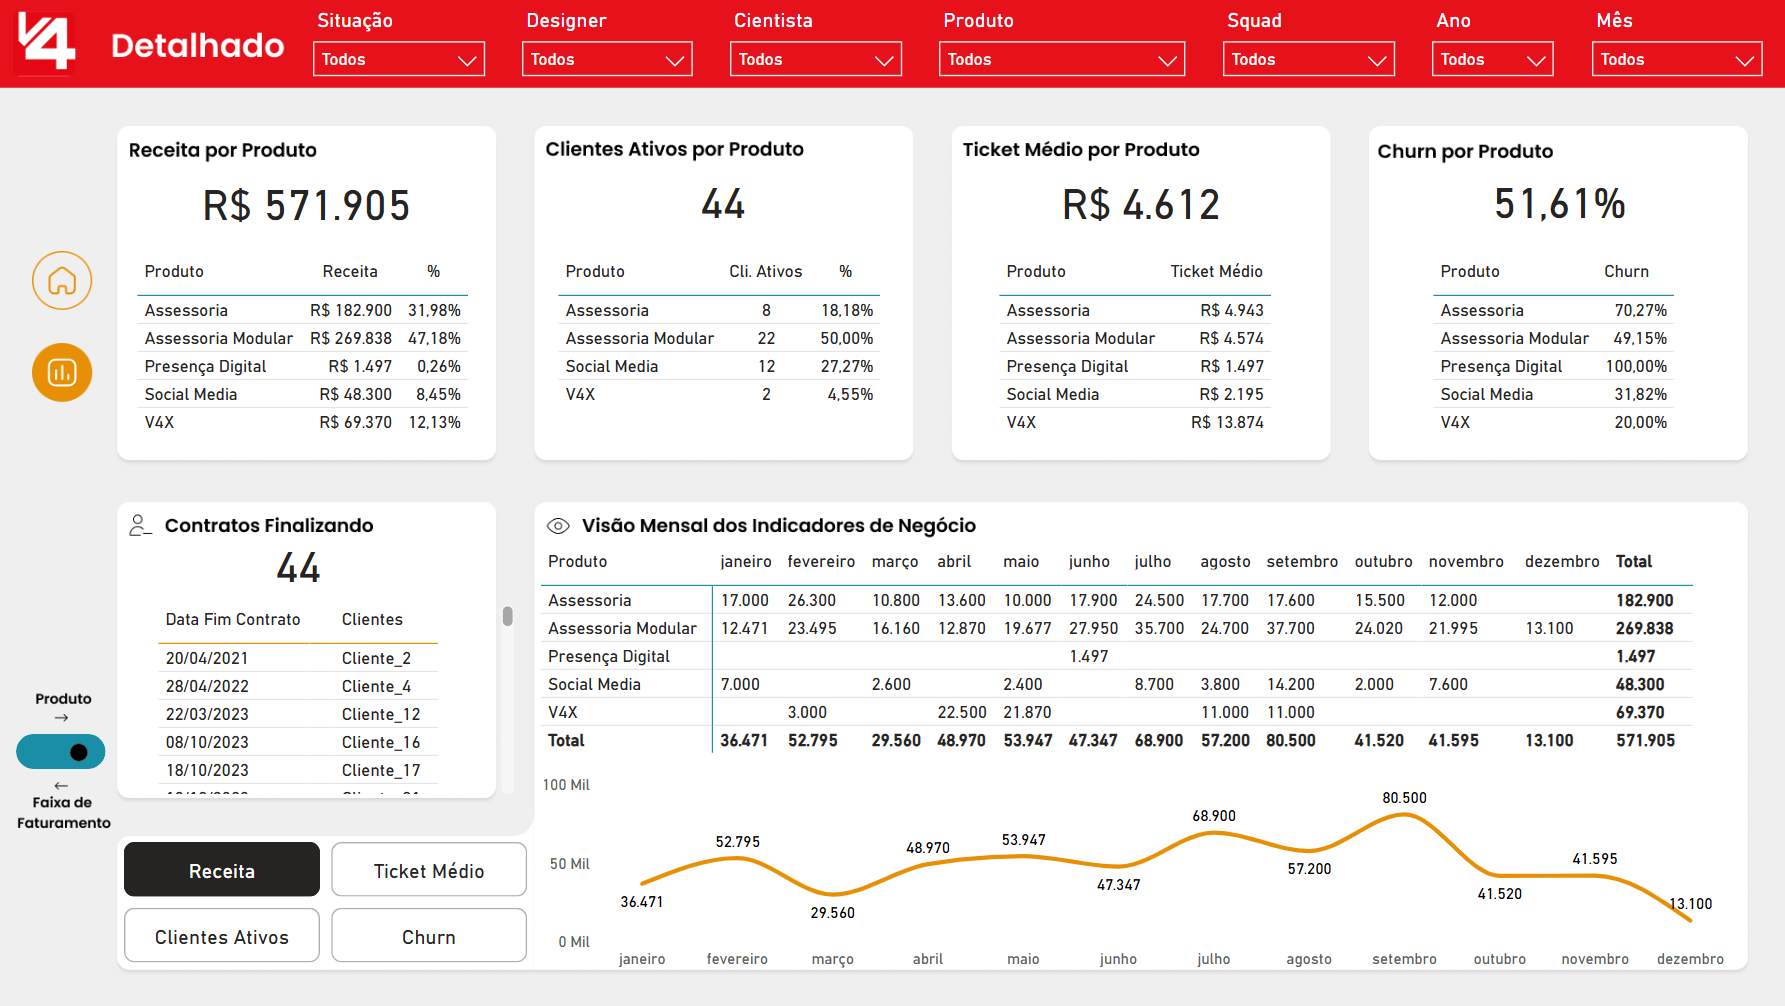 V4
Detalhado
Situação
Todos
Designer
Todos
Cientista
Todos
Produto
Todos
Squad
Todos
Ano
Todos
Mês
Todos
Receita por Produto
R$ 571.905
Produto Receita %
Assessoria R$ 182.900 31,98%
Assessoria Modular R$ 269.838 47,18%
Presença Digital R$ 1.497 0,26%
Social Media R$ 48.300 8,45%
V4X R$ 69.370 12,13%
Clientes Ativos por Produto
44
Produto Cli. Ativos %
Assessoria 8 18,18%
Assessoria Modular 22 50,00%
Social Media 12 27,27%
V4X 2 4,55%
Ticket Médio por Produto
R$ 4.612
Produto Ticket Médio
Assessoria R$ 4.943
Assessoria Modular R$ 4.574
Presença Digital R$ 1.497
Social Media R$ 2.195
V4X R$ 13.874
Churn por Produto
51,61%
Produto Churn
Assessoria 70,27%
Assessoria Modular 49,15%
Presença Digital 100,00%
Social Media 31,82%
V4X 20,00%
Produto
→
←
Faixa de
Faturamento
Contratos Finalizando
44
Data Fim Contrato Clientes
20/04/2021 Cliente_2
28/04/2022 Cliente_4
22/03/2023 Cliente_12
08/10/2023 Cliente_16
18/10/2023 Cliente_17
Receita
Ticket Médio
Clientes Ativos
Churn
Visão Mensal dos Indicadores de Negócio
Produto janeiro fevereiro março abril maio junho julho agosto setembro outubro novembro dezembro Total
Assessoria 17.000 26.300 10.800 13.600 10.000 17.900 24.500 17.700 17.600 15.500 12.000 182.900
Assessoria Modular 12.471 23.495 16.160 12.870 19.677 27.950 35.700 24.700 37.700 24.020 21.995 13.100 269.838
Presença Digital 1.497 1.497
Social Media 7.000 2.600 2.400 8.700 3.800 14.200 2.000 7.600 48.300
V4X 3.000 22.500 21.870 11.000 11.000 69.370
Total 36.471 52.795 29.560 48.970 53.947 47.347 68.900 57.200 80.500 41.520 41.595 13.100 571.905
100 Mil
50 Mil
0 Mil
36.471
52.795
29.560
48.970
53.947
47.347
68.900
57.200
80.500
41.520
41.595
13.100
janeiro fevereiro março abril maio junho julho agosto setembro outubro novembro dezembro